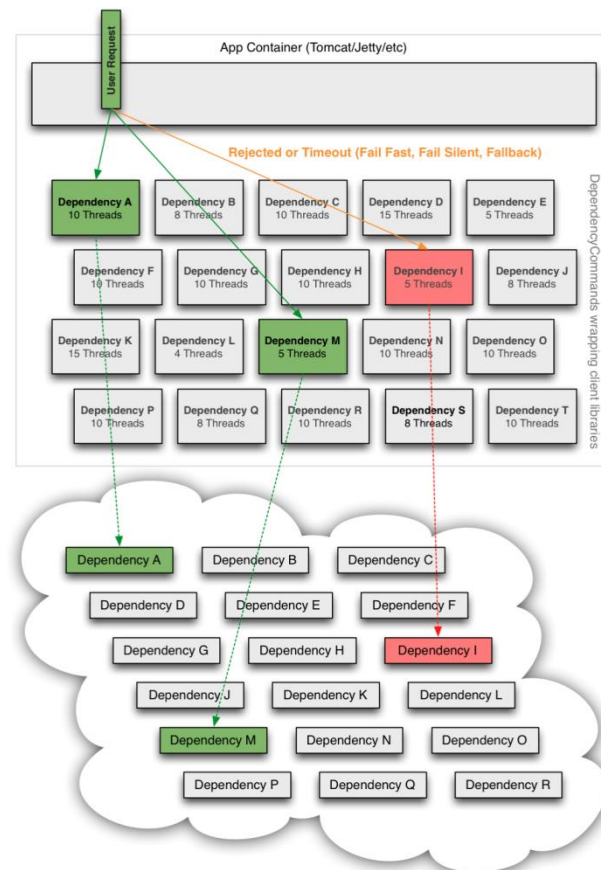 User Request
App Container (Tomcat/Jetty/etc)
Rejected or Timeout (Fail Fast, Fail Silent, Fallback)
Dependency A
10 Threads
Dependency B
8 Threads
Dependency C
10 Threads
Dependency D
15 Threads
Dependency E
5 Threads
Dependency F
10 Threads
Dependency G
10 Threads
Dependency H
10 Threads
Dependency I
5 Threads
Dependency J
8 Threads
Dependency K
15 Threads
Dependency L
4 Threads
Dependency M
5 Threads
Dependency N
10 Threads
Dependency O
10 Threads
Dependency P
10 Threads
Dependency Q
8 Threads
Dependency R
10 Threads
Dependency S
8 Threads
Dependency T
10 Threads
DependencyCommands wrapping client libraries
Dependency A
Dependency B
Dependency C
Dependency D
Dependency E
Dependency F
Dependency G
Dependency H
Dependency I
Dependency J
Dependency K
Dependency L
Dependency M
Dependency N
Dependency O
Dependency P
Dependency Q
Dependency R